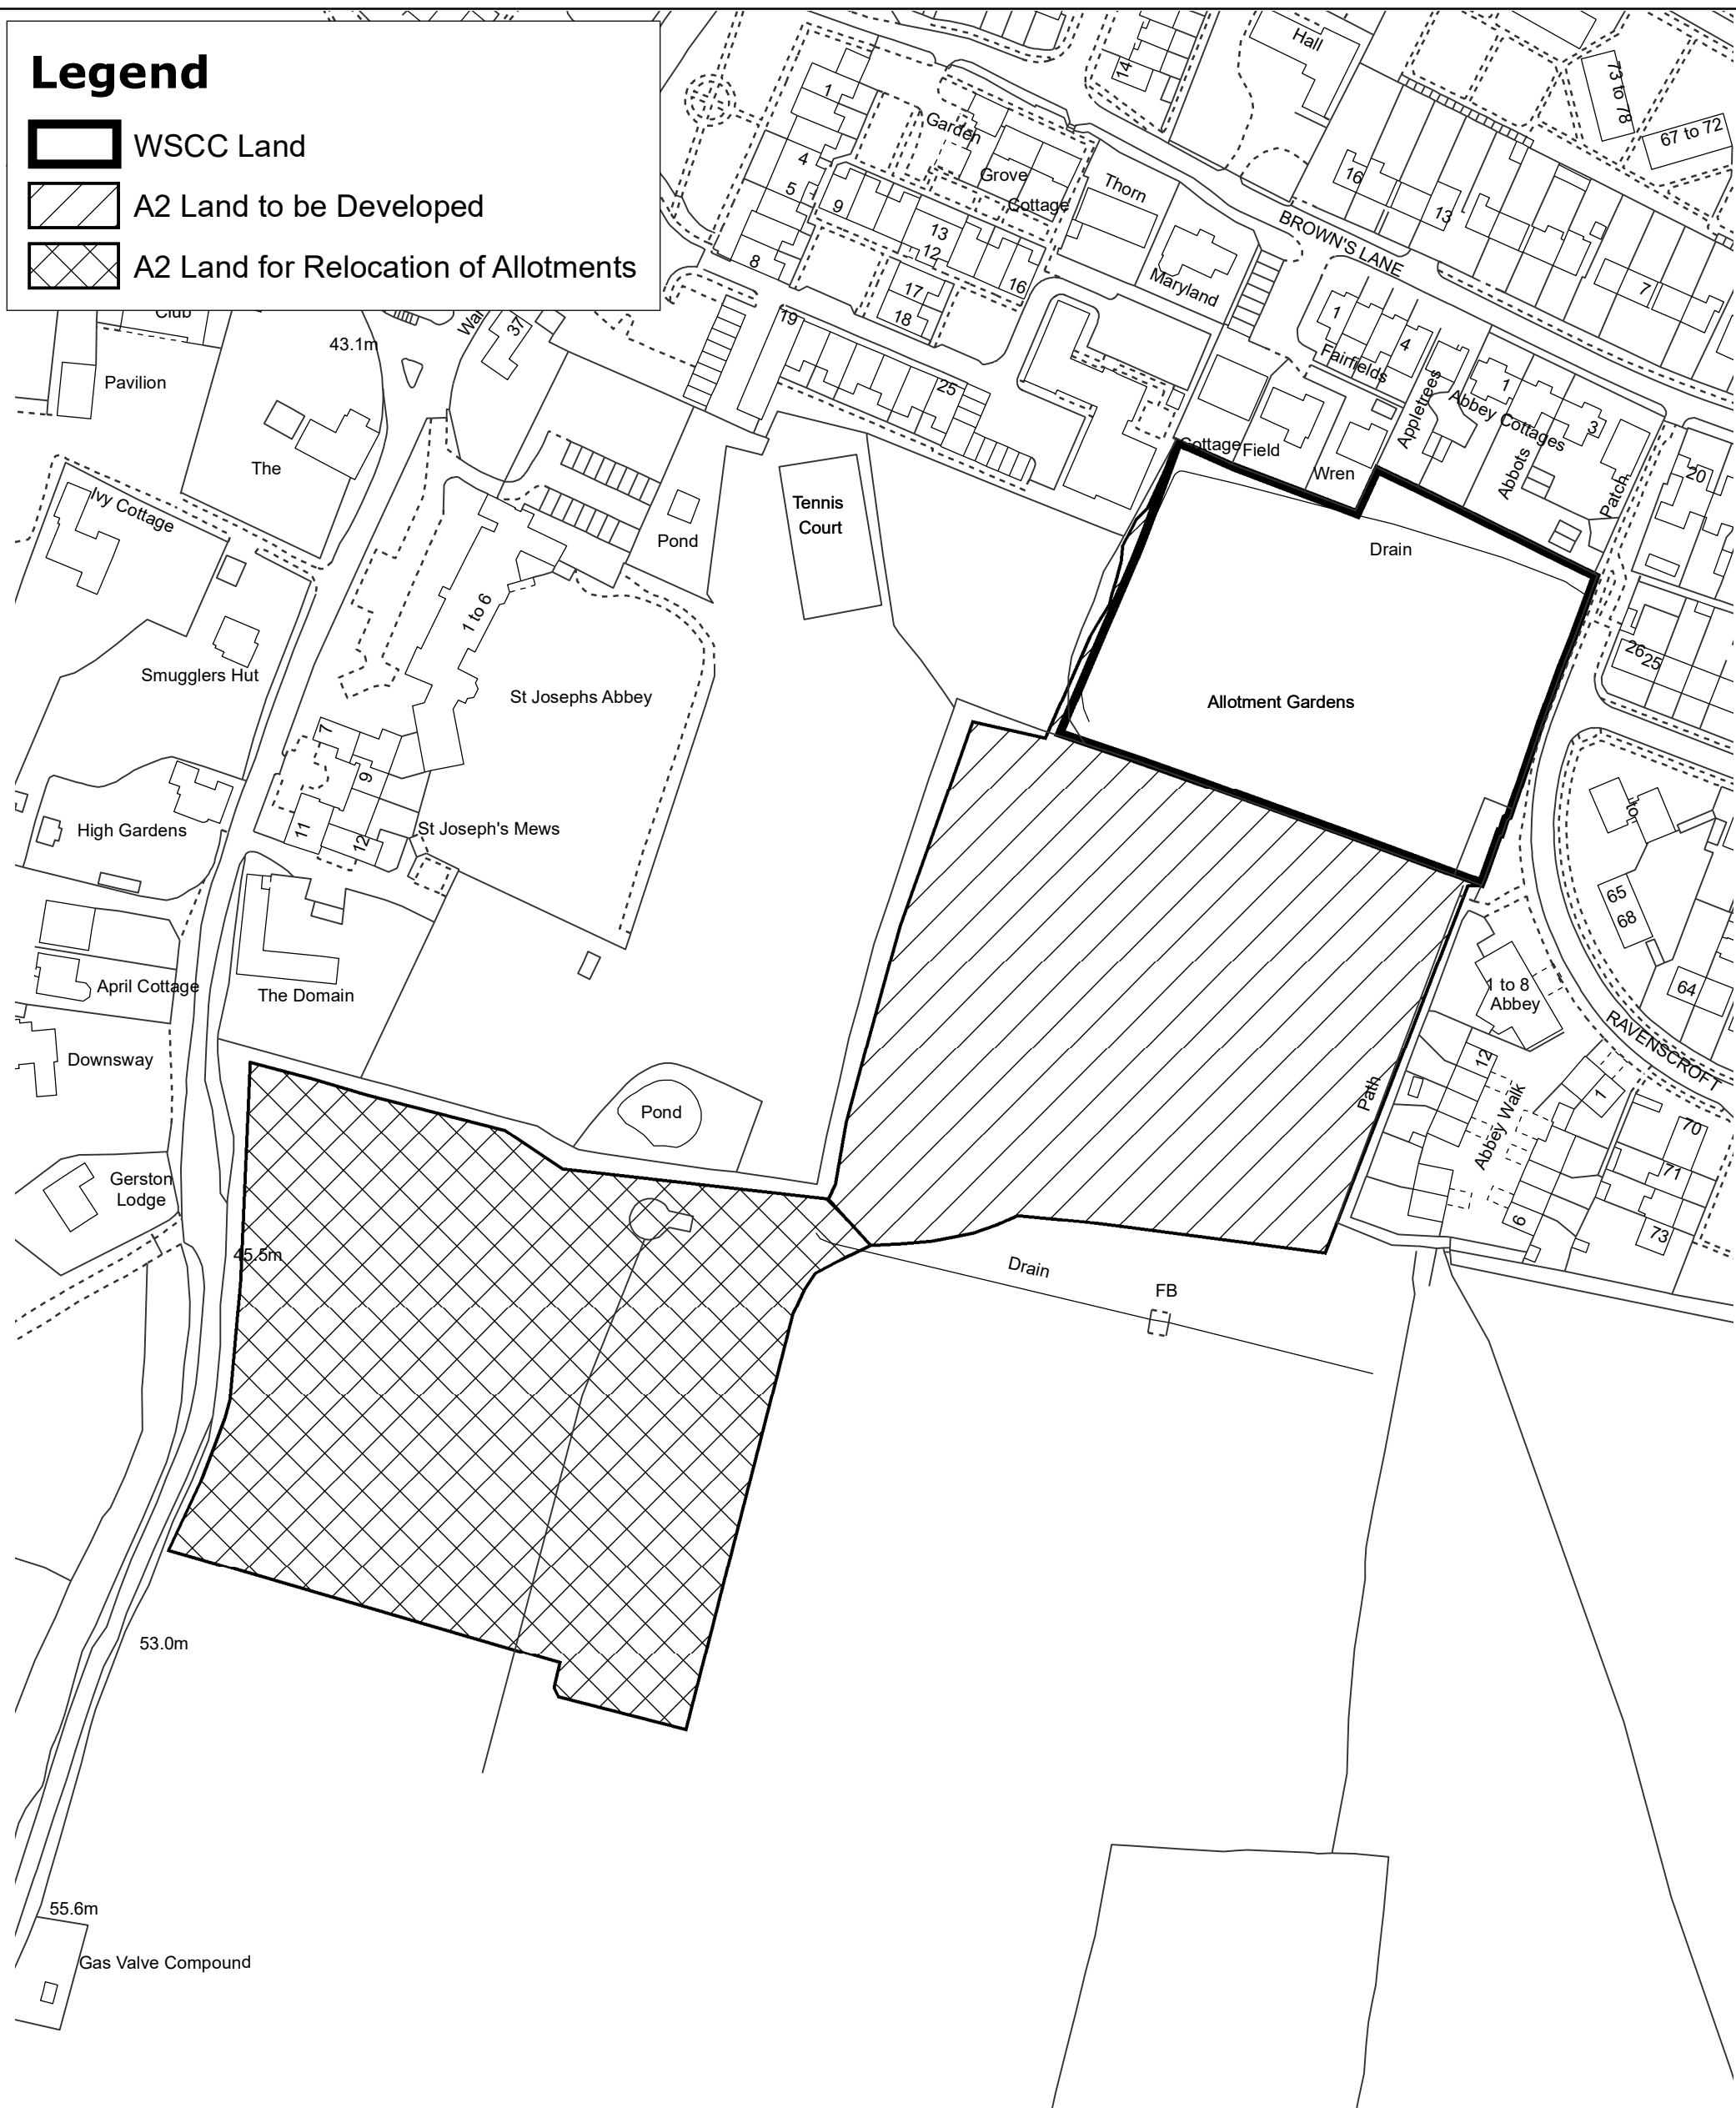 Legend
WSCC Land
A2 Land to be Developed
A2 Land for Relocation of Allotments
Hall
14
73 to 78
67 to 72
1
Garden
4
Grove
Thorn
16
5
Cottage
9
13
13
12
BROWN'S LANE
8
16
Maryland
7
17
18
Club
37
19
1
43.1m
4
Fairfields
Pavilion
25
1
Appletrees
Abbey Cottages
3
Cottage
Field
The
Wren
Abbots
20
Ivy Cottage
Patch
Tennis
Court
Pond
Drain
1 to 6
26
25
Smugglers Hut
St Josephs Abbey
Allotment Gardens
7
9
High Gardens
11
12
St Joseph's Mews
to
65
68
April Cottage
The Domain
1 to 8
Abbey
64
RAVENSCROFT
Downsway
12
Path
1
Pond
Abbey Walk
70
Gerston
Lodge
71
6
73
45.5m
Drain
FB
53.0m
55.6m
Gas Valve Compound